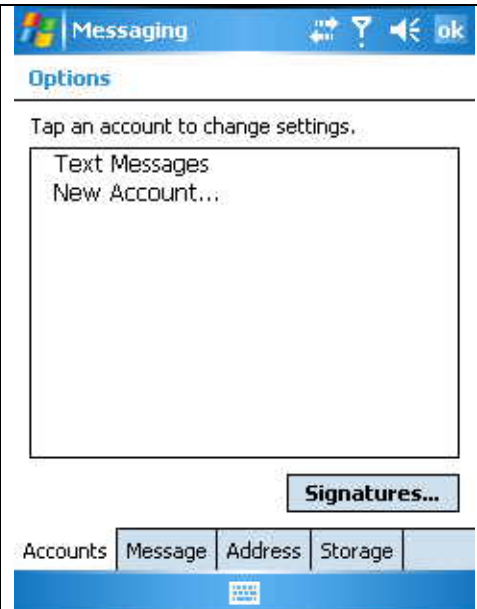 Messaging ok
Options
Tap an account to change settings.
Text Messages
New Account...
Signatures...
Accounts Message Address Storage